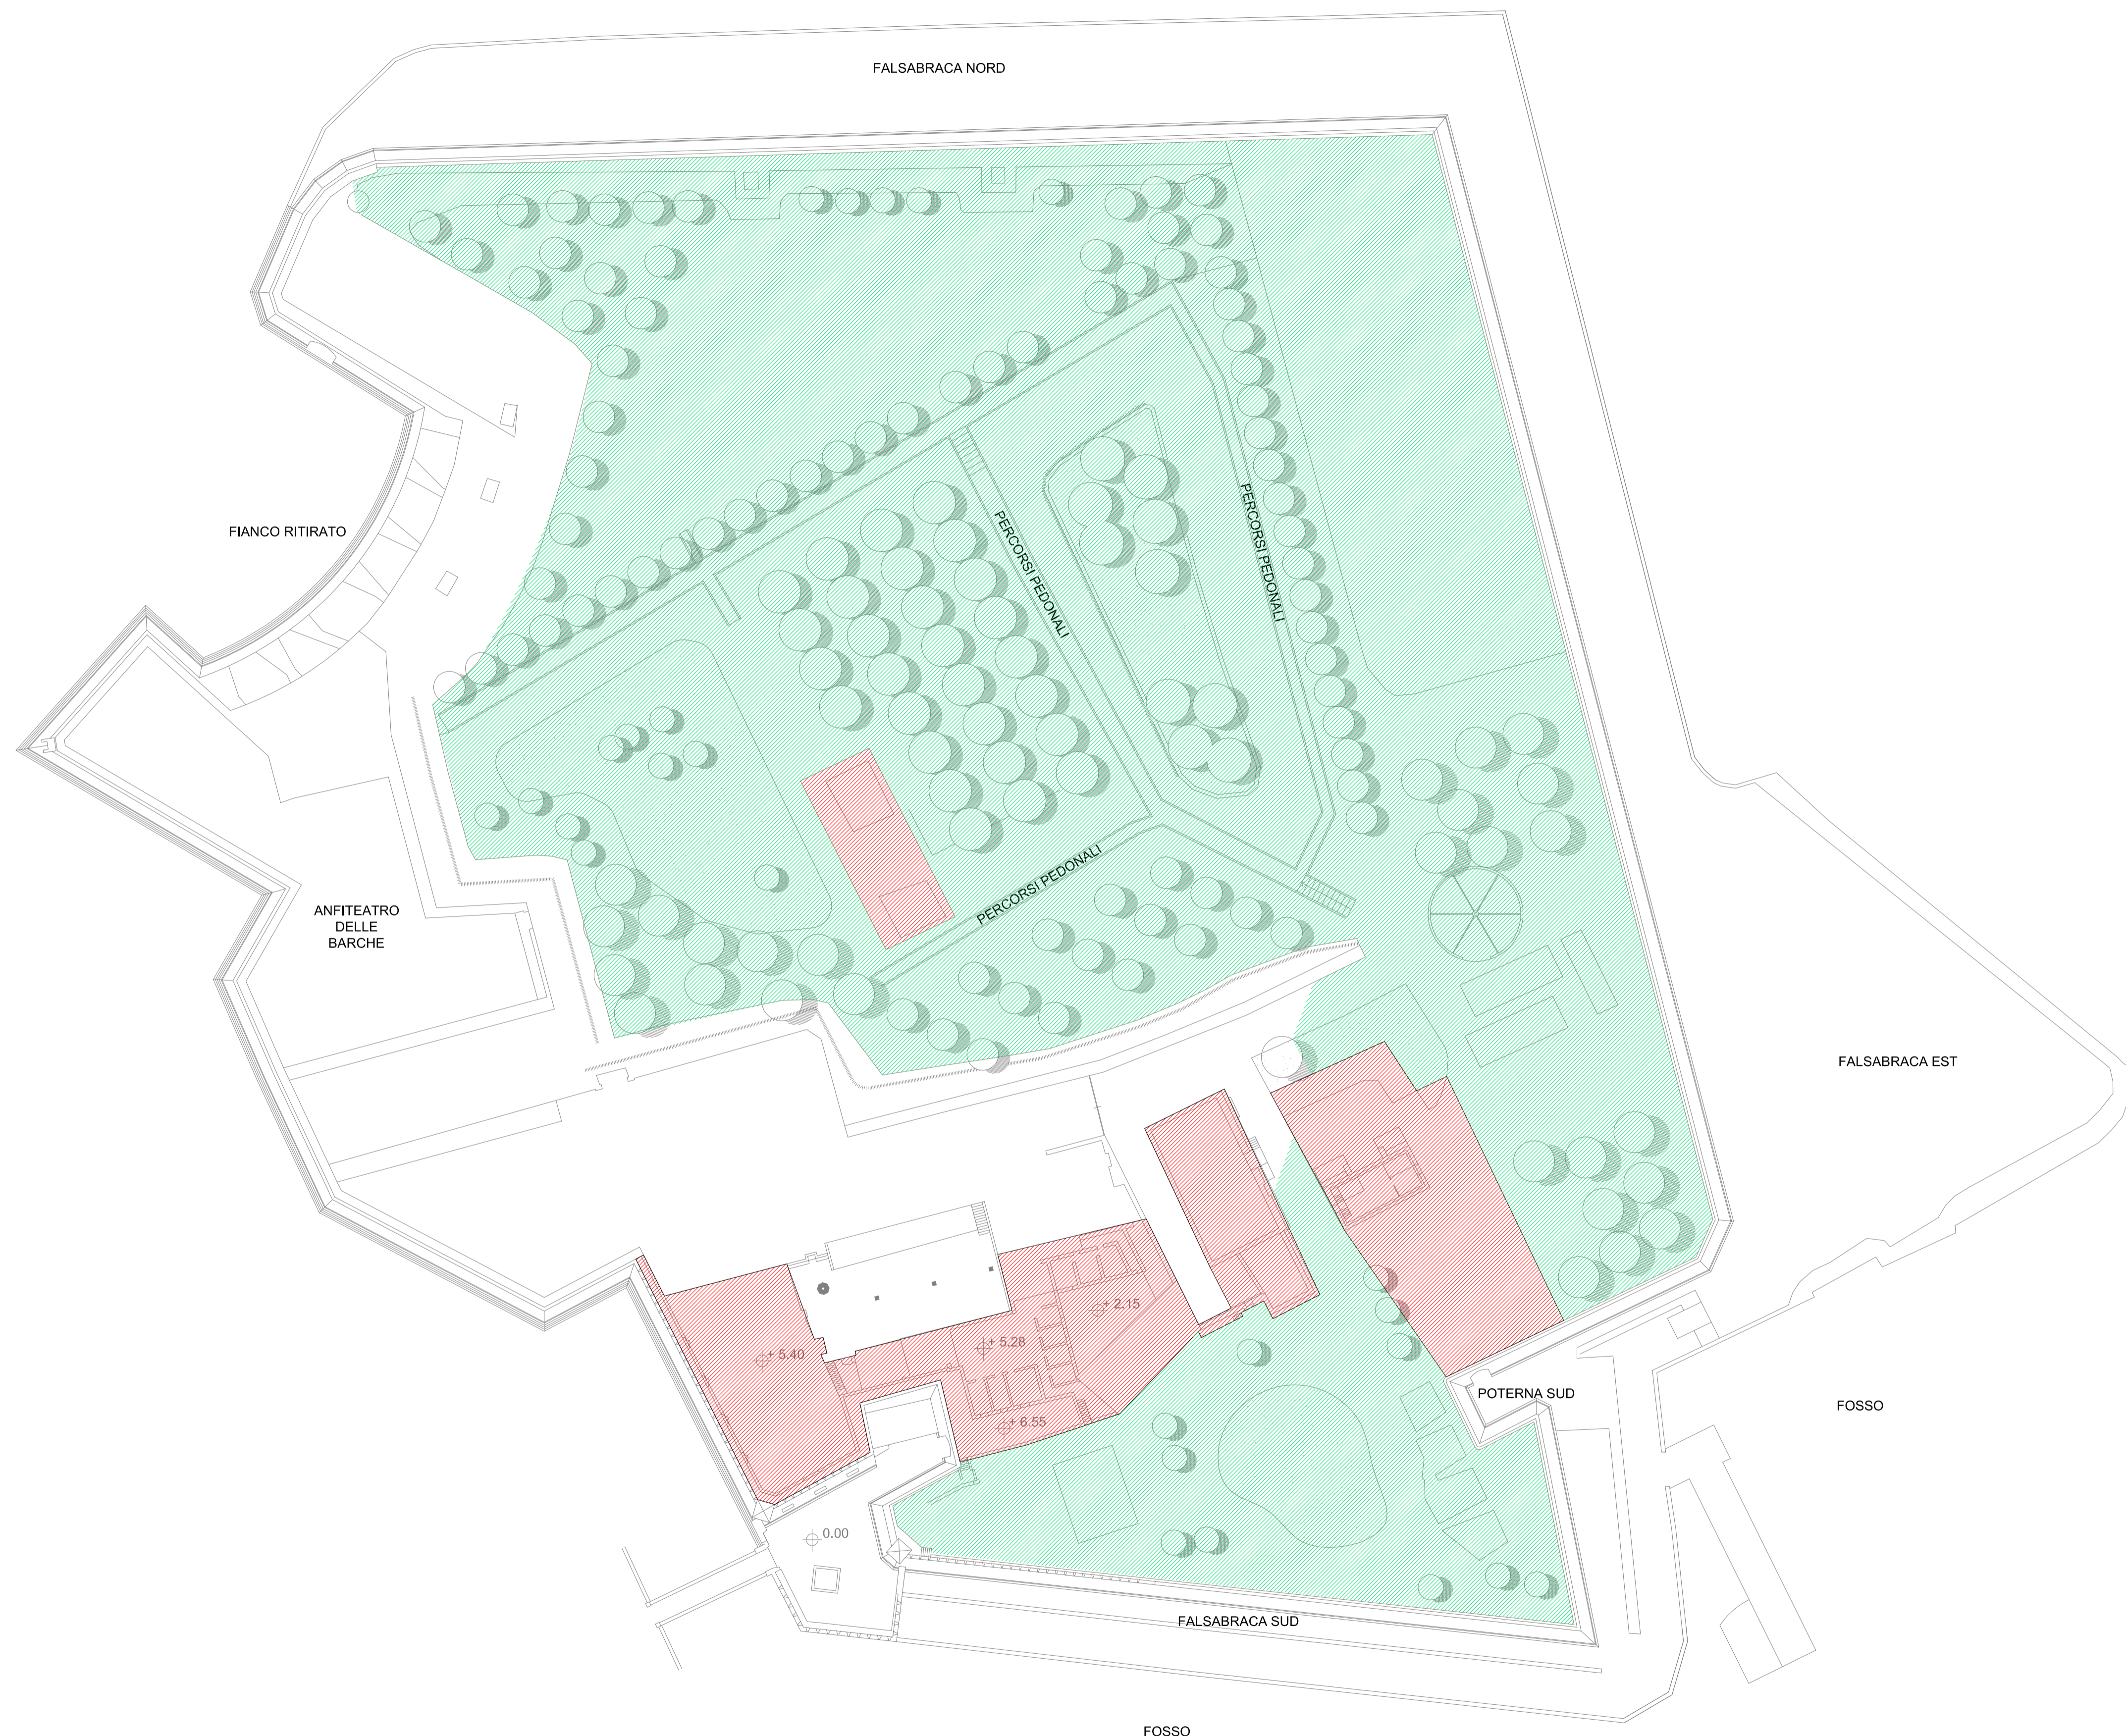 FALSABRACA NORD
FIANCO RITIRATO
PERCORSI PEDONALI
PERCORSI PEDONALI
PERCORSI PEDONALI
ANFITEATRO
DELLE
BARCHE
FALSABRACA EST
+ 2.15
+ 5.28
+ 5.40
+ 6.55
POTERNA SUD
FOSSO
0.00
FALSABRACA SUD
FOSSO